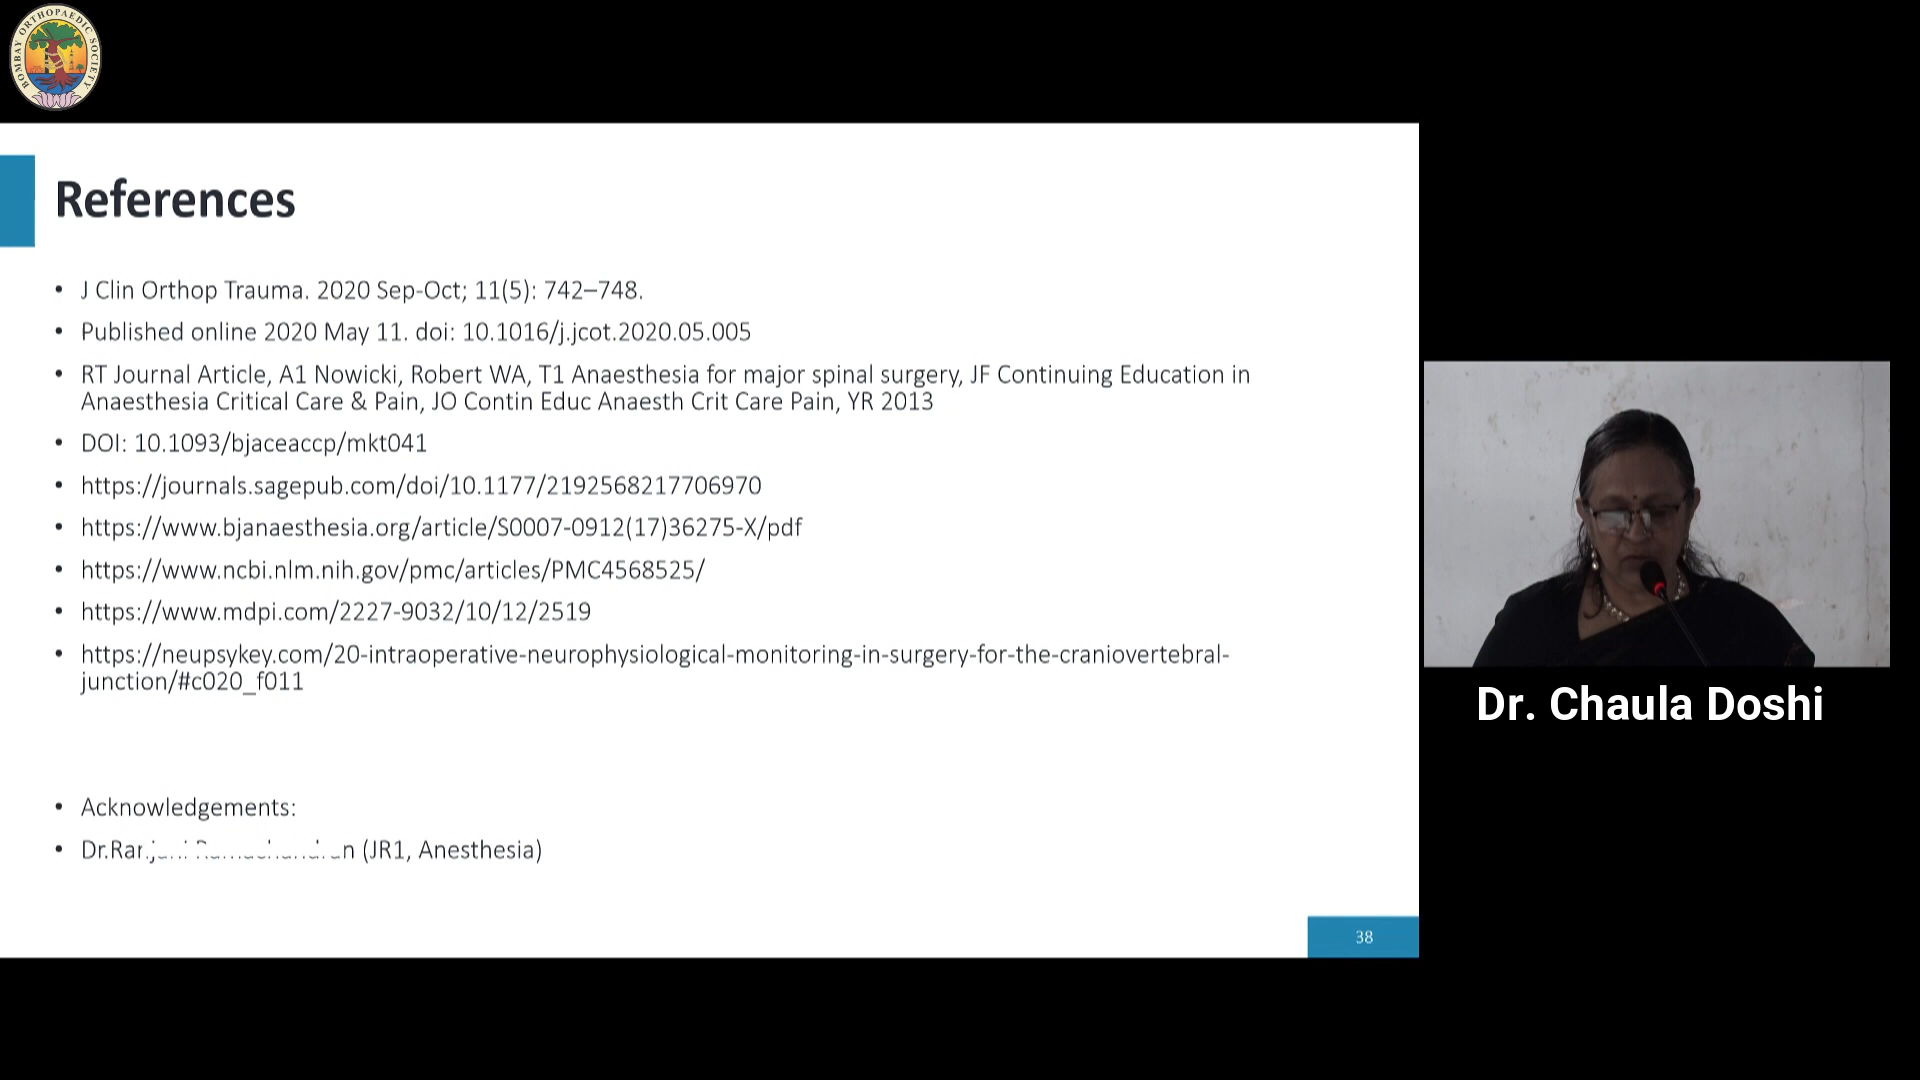 BOMBAY ORTHOPAEDIC SOCIETY
References
• J Clin Orthop Trauma. 2020 Sep-Oct; 11(5): 742–748.
• Published online 2020 May 11. doi: 10.1016/j.jcot.2020.05.005
• RT Journal Article, A1 Nowicki, Robert WA, T1 Anaesthesia for major spinal surgery, JF Continuing Education in
Anaesthesia Critical Care & Pain, JO Contin Educ Anaesth Crit Care Pain, YR 2013
• DOI: 10.1093/bjaceaccp/mkt041
• https://journals.sagepub.com/doi/10.1177/2192568217706970
• https://www.bjanaesthesia.org/article/S0007-0912(17)36275-X/pdf
• https://www.ncbi.nlm.nih.gov/pmc/articles/PMC4568525/
• https://www.mdpi.com/2227-9032/10/12/2519
• https://neupsykey.com/20-intraoperative-neurophysiological-monitoring-in-surgery-for-the-craniovertebral-
junction/#c020_f011
Dr. Chaula Doshi
• Acknowledgements:
• (JR1, Anesthesia)
38